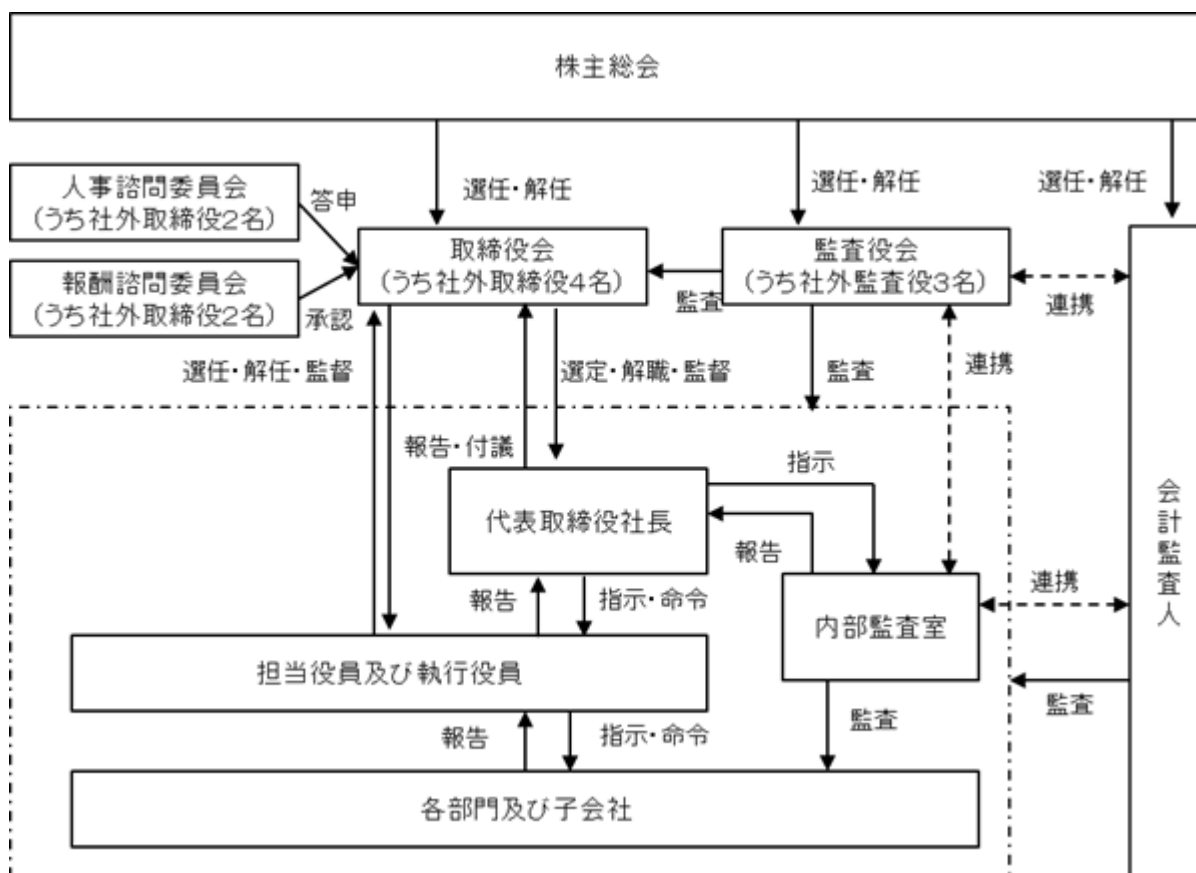 株主総会
選任・解任
選任・解任
選任・解任
人事諮問委員会
(うち社外取締役2名)
答申
報酬諮問委員会
(うち社外取締役2名)
承認
取締役会
(うち社外取締役4名)
監査
監査役会
(うち社外監査役3名)
連携
選任・解任・監督
選定・解職・監督
監査
連携
報告・付議
指示
代表取締役社長
報告
会計監査人
報告
指示・命令
内部監査室
連携
担当役員及び執行役員
監査
監査
報告
指示・命令
各部門及び子会社